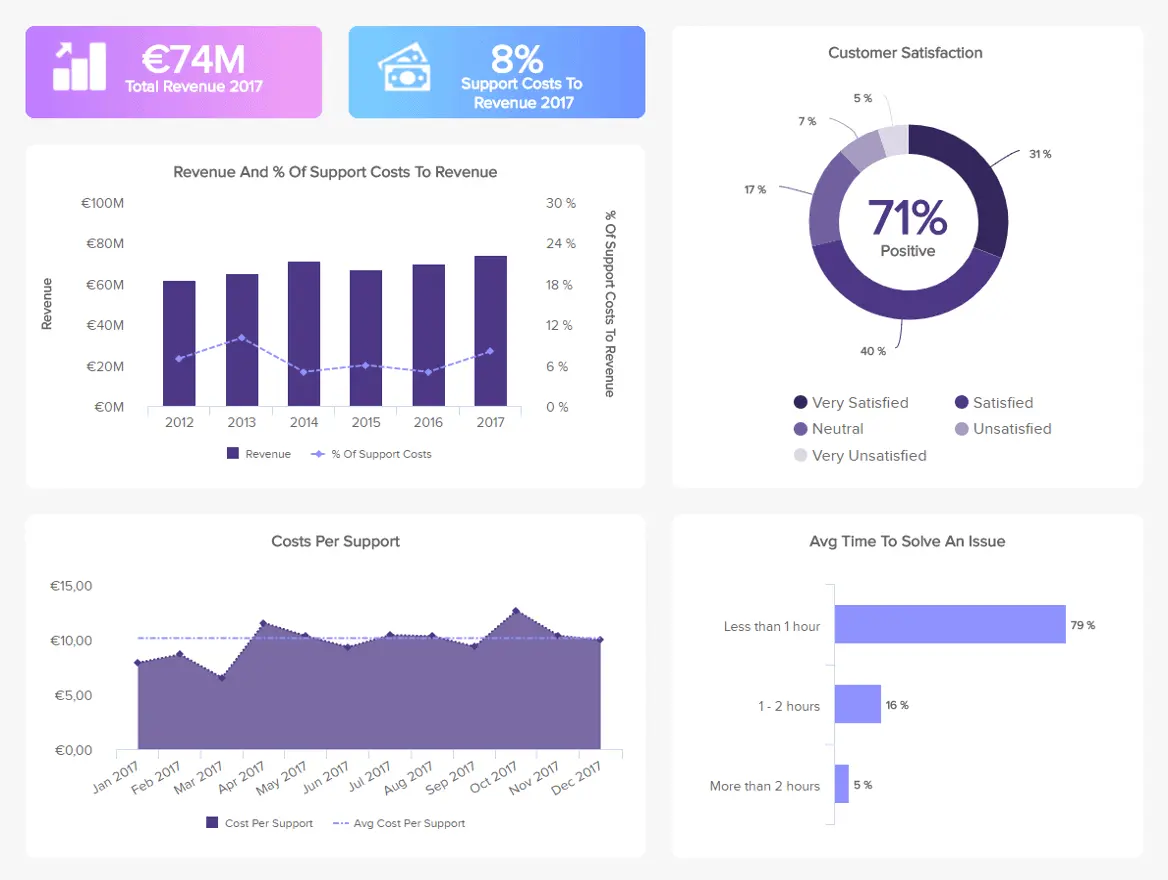 €74M
Total Revenue 2017
8%
Support Costs To
Revenue 2017
Revenue And % Of Support Costs To Revenue
€100M
€80M
€60M
€40M
€20M
€0M
Revenue
30 %
24 %
18 %
12 %
6 %
0 %
% Of Support Costs To Revenue
2012 2013 2014 2015 2016 2017
Revenue % Of Support Costs
Customer Satisfaction
5 %
7 %
31 %
17 %
71%
Positive
40 %
Very Satisfied Satisfied
Neutral Unsatisfied
Very Unsatisfied
Costs Per Support
€15,00
€10,00
€5,00
€0,00
Jan 2017 Feb 2017 Mar 2017 Apr 2017 May 2017 Jun 2017 Jul 2017 Aug 2017 Sep 2017 Oct 2017 Nov 2017 Dec 2017
Cost Per Support Avg Cost Per Support
Avg Time To Solve An Issue
Less than 1 hour 79 %
1 - 2 hours 16 %
More than 2 hours 5 %